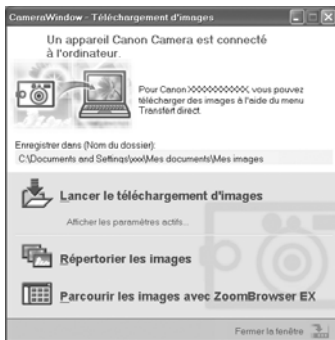 CameraWindow - Téléchargement d'images
Un appareil Canon Camera est connecté
à l'ordinateur.
Pour Canon XXXXXXXXXXX, vous pouvez
télécharger des images à l'aide du menu
Transfert direct.
Enregistrer dans (Nom du dossier):
C:\Documents and Settings\xxx\Mes documents\Mes images
Lancer le téléchargement d'images
Afficher les paramètres actifs...
Répertorier les images
Parcourir les images avec ZoomBrowser EX
Fermer la fenêtre